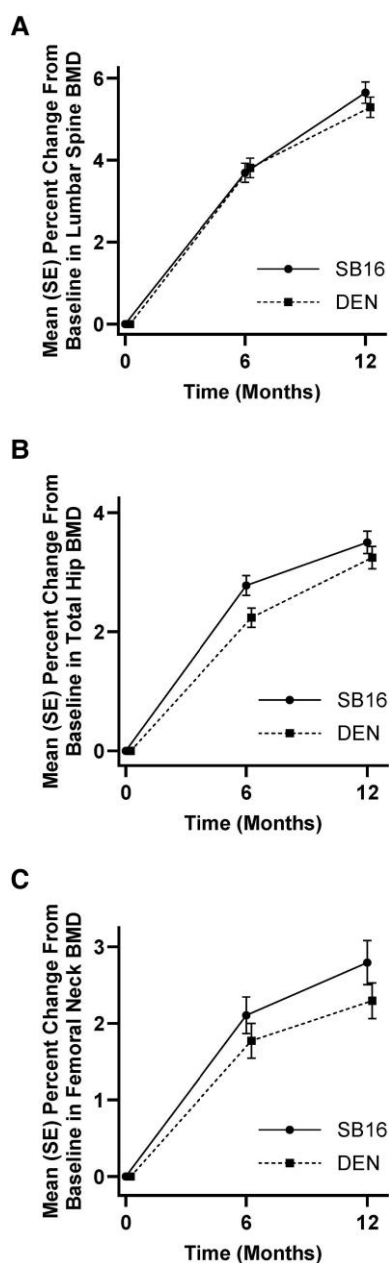 A
Mean (SE) Percent Change From
Baseline in Lumbar Spine BMD
6
4
2
0
SB16
DEN
0 6 12
Time (Months)
B
Mean (SE) Percent Change From
Baseline in Total Hip BMD
4
2
0
SB16
DEN
0 6 12
Time (Months)
C
Mean (SE) Percent Change From
Baseline in Femoral Neck BMD
3
2
1
0
SB16
DEN
0 6 12
Time (Months)